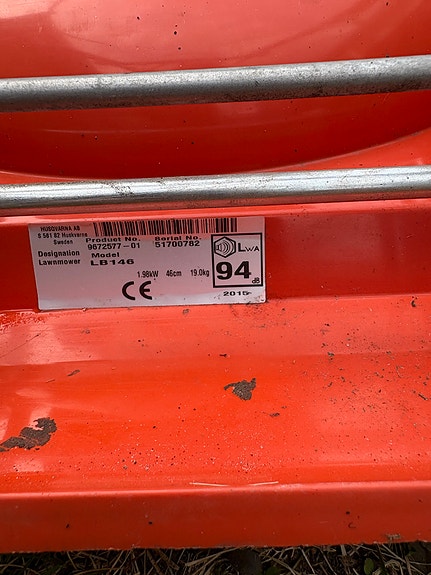 HUSQVARNA AB
S 561 82 Huskvarna
Sweden
Product No. Serial No.
9672577-01 51700782
Designation Model
Lawnmower LB146
1.98kW 46cm 19.0kg
CE
LWA
94 dB
2015